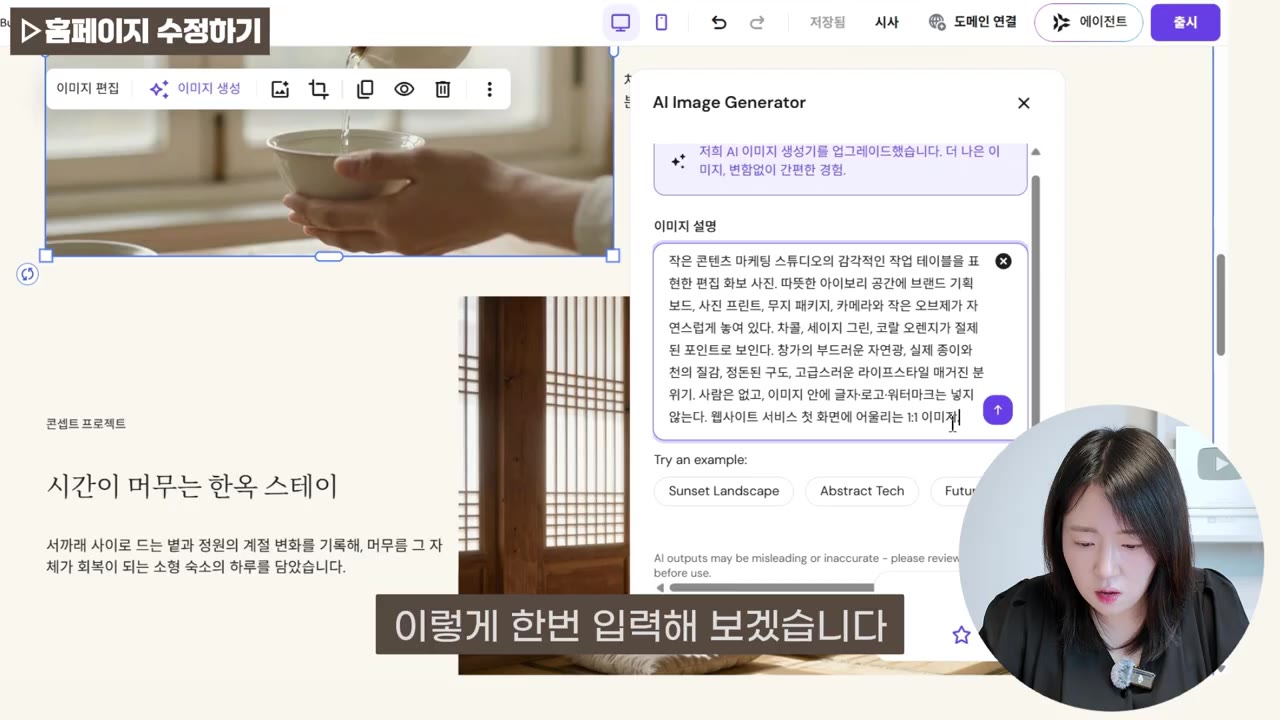 ▷홈페이지 수정하기
저장됨
시사
도메인 연결
에이전트
출시
이미지 편집
이미지 생성
AI Image Generator
저희 AI 이미지 생성기를 업그레이드했습니다. 더 나은 이
미지, 변함없이 간편한 경험.
이미지 설명
작은 콘텐츠 마케팅 스튜디오의 감각적인 작업 테이블을 표
현한 편집 화보 사진. 따뜻한 아이보리 공간에 브랜드 기획
보드, 사진 프린트, 무지 패키지, 카메라와 작은 오브제가 자
연스럽게 놓여 있다. 차콜, 세이지 그린, 코랄 오렌지가 절제
된 포인트로 보인다. 창가의 부드러운 자연광, 실제 종이와
천의 질감, 정돈된 구도, 고급스러운 라이프스타일 매거진 분
위기. 사람은 없고, 이미지 안에 글자·로고·워터마크는 넣지
않는다. 웹사이트 서비스 첫 화면에 어울리는 1:1 이미지
Try an example:
Sunset Landscape
Abstract Tech
Futur
AI outputs may be misleading or inaccurate - please review
before use.
콘셉트 프로젝트
시간이 머무는 한옥 스테이
서까래 사이로 드는 볕과 정원의 계절 변화를 기록해, 머무름 그 자
체가 회복이 되는 소형 숙소의 하루를 담았습니다.
이렇게 한번 입력해 보겠습니다